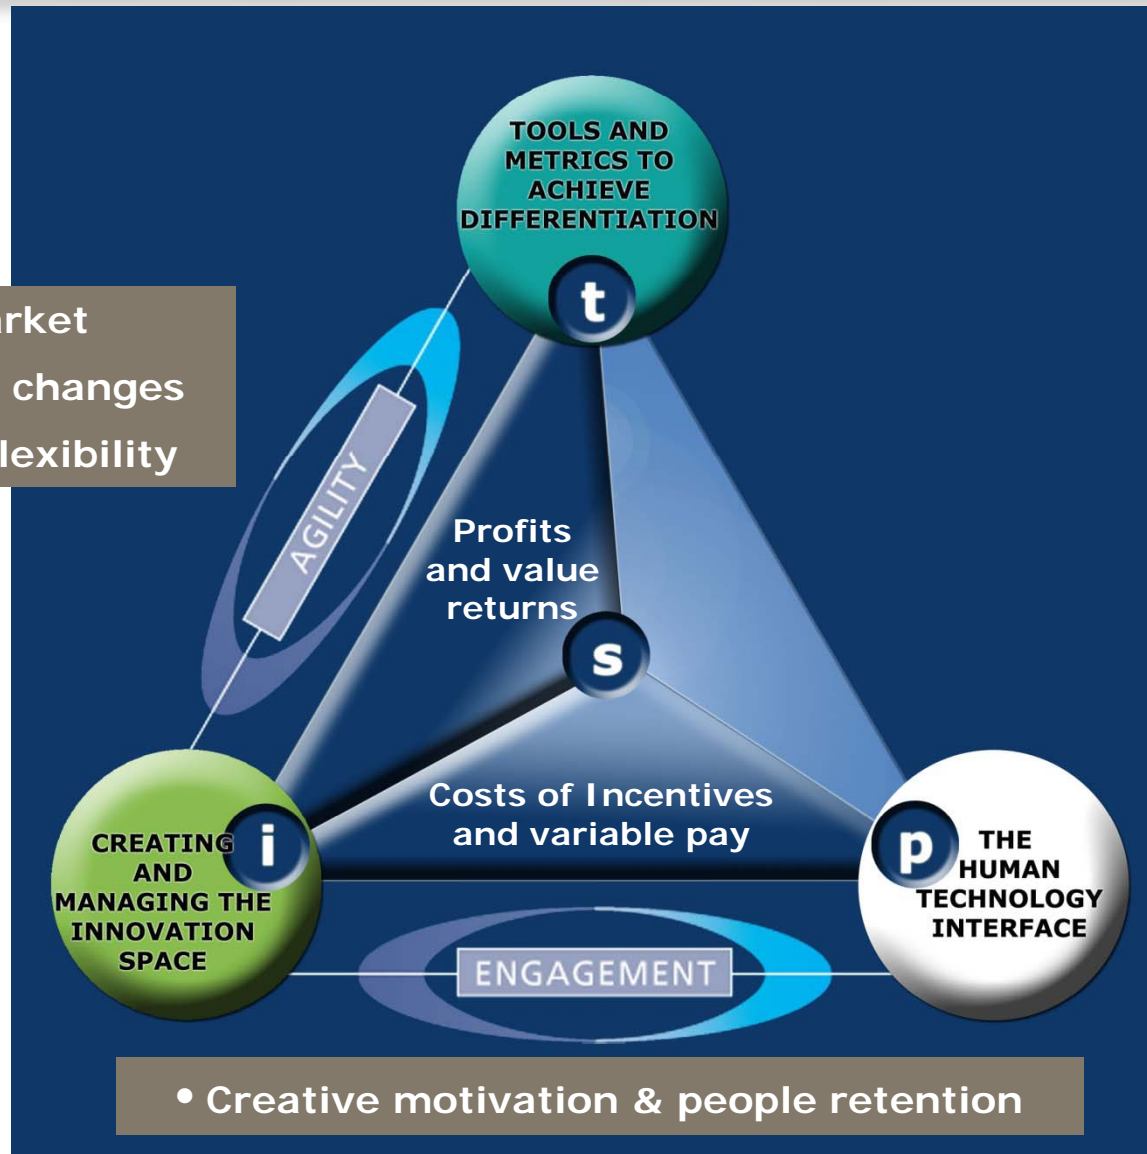 TOOLS AND
METRICS TO
ACHIEVE
DIFFERENTIATION
t
changes
AGILITY
Profits
and value
returns
s
Costs of Incentives
and variable pay
CREATING
AND
MANAGING THE
INNOVATION
SPACE
i
p
THE
HUMAN
TECHNOLOGY
INTERFACE
ENGAGEMENT
• Creative motivation & people retention